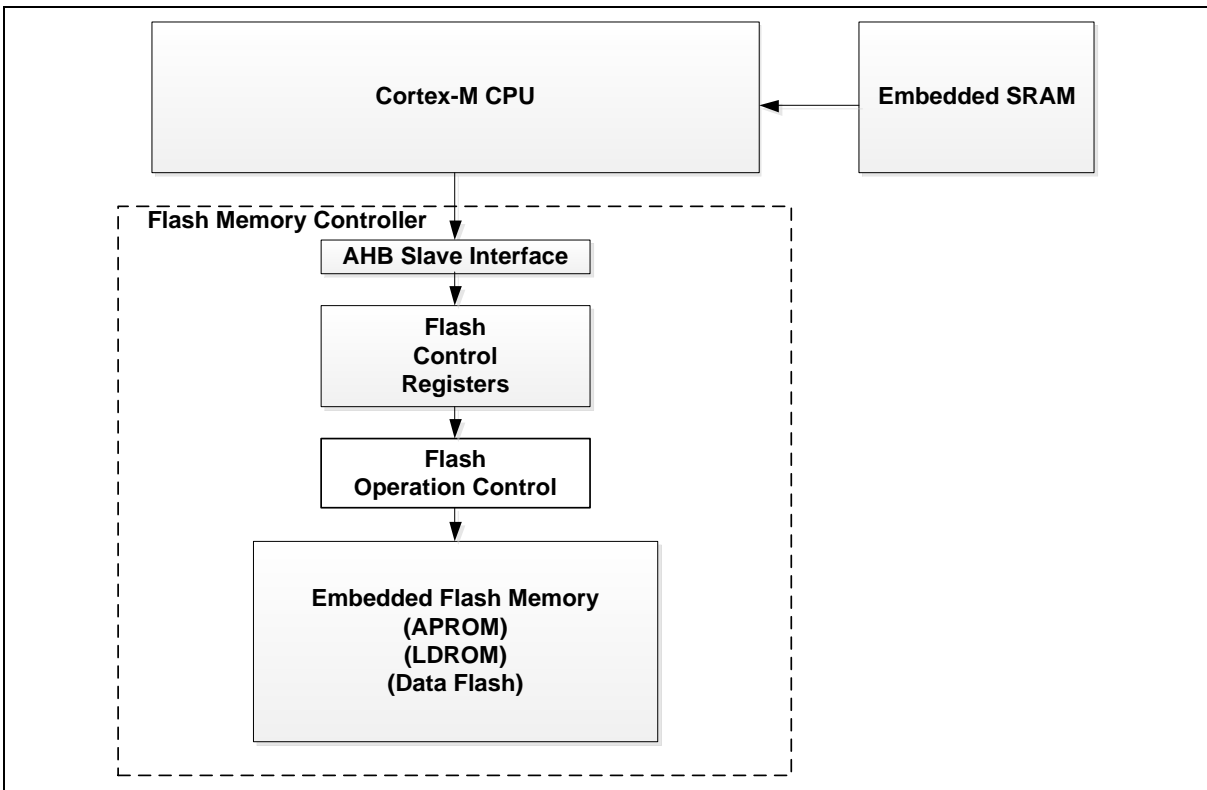 Cortex-M CPU
Embedded SRAM
Flash Memory Controller
AHB Slave Interface
Flash
Control
Registers
Flash
Operation Control
Embedded Flash Memory
(APROM)
(LDROM)
(Data Flash)